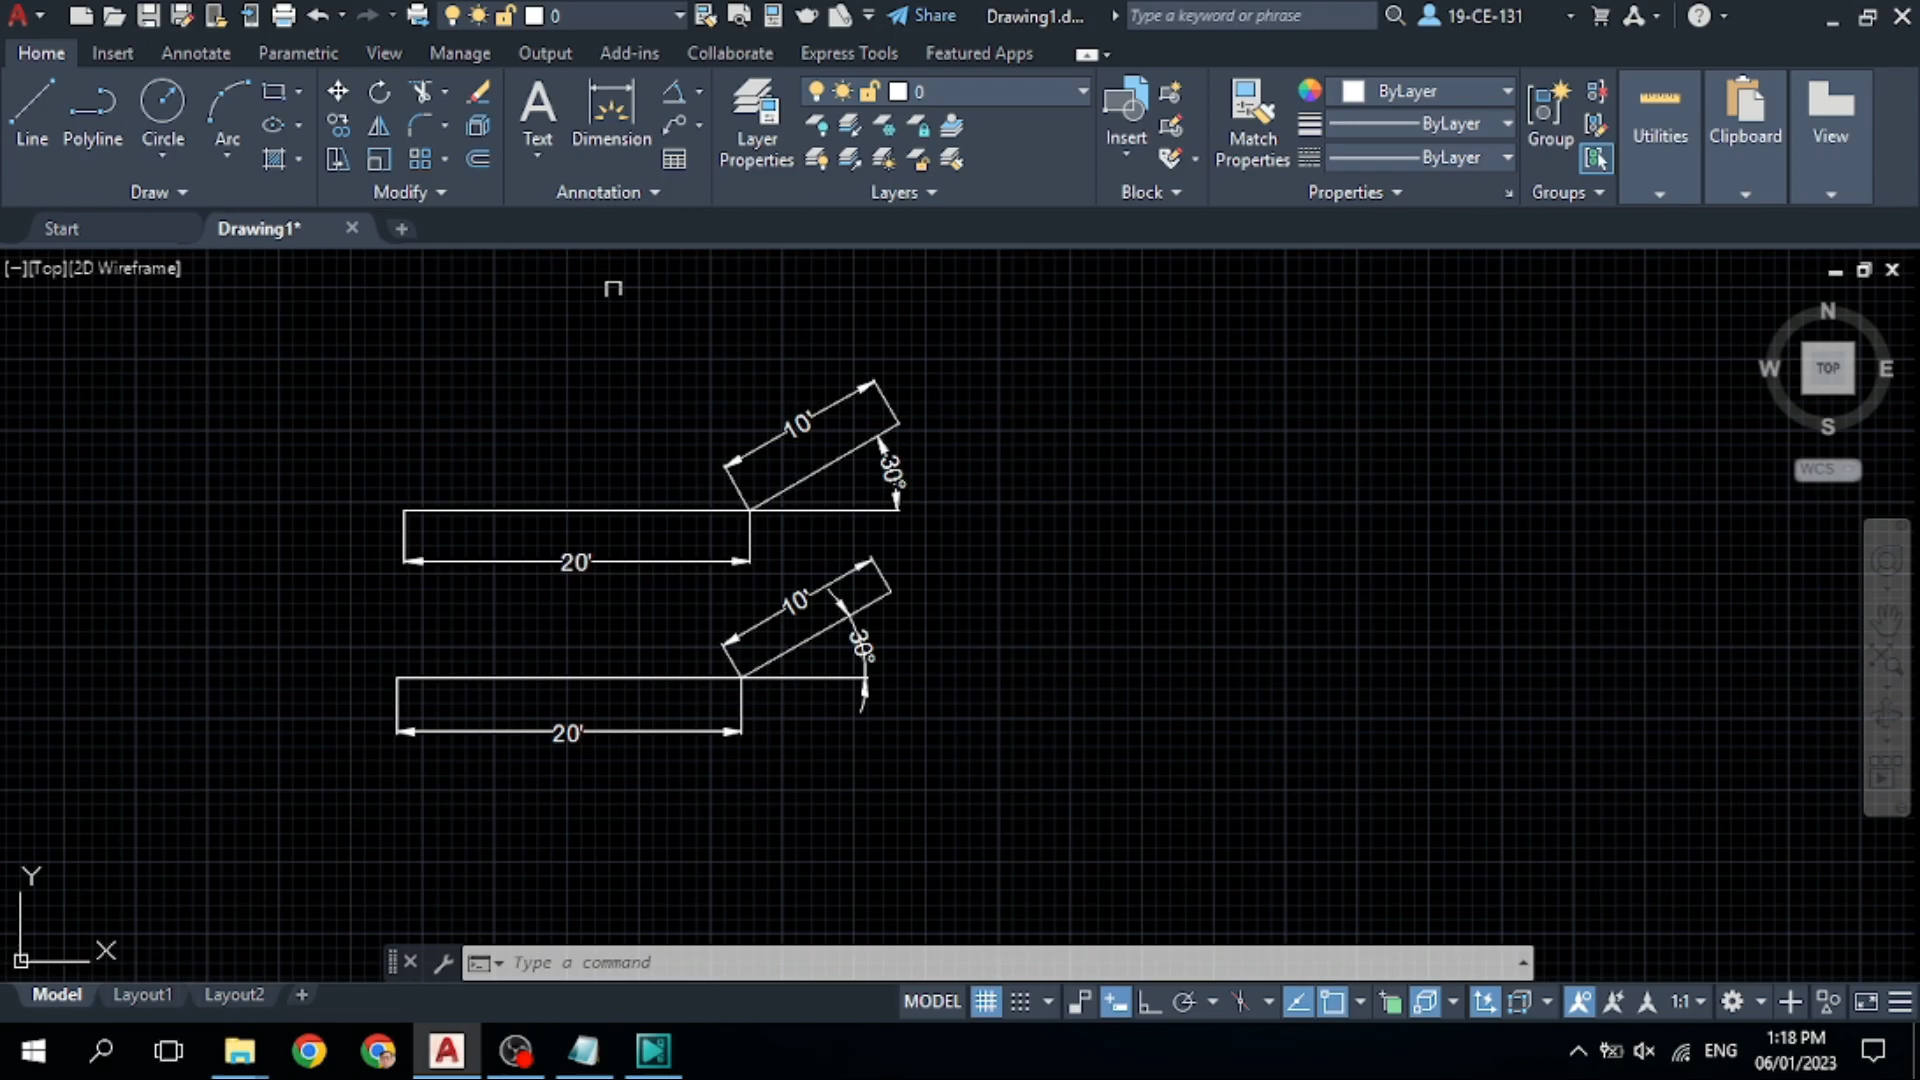 0 Share Drawing1.d... Type a keyword or phrase 19-CE-131
Home Insert Annotate Parametric View Manage Output Add-ins Collaborate Express Tools Featured Apps
0 ByLayer
ByLayer
ByLayer
Line Polyline Circle Arc Text Dimension Layer Properties Insert Match Properties Group Utilities Clipboard View
Draw Modify Annotation Layers Block Properties Groups
Start Drawing1*
[−][Top][2D Wireframe]
N
W TOP E
S
WCS
10'
30°
20'
10'
30°
20'
Y
X
Type a command
Model Layout1 Layout2 MODEL 1:1
ENG 1:18 PM
06/01/2023